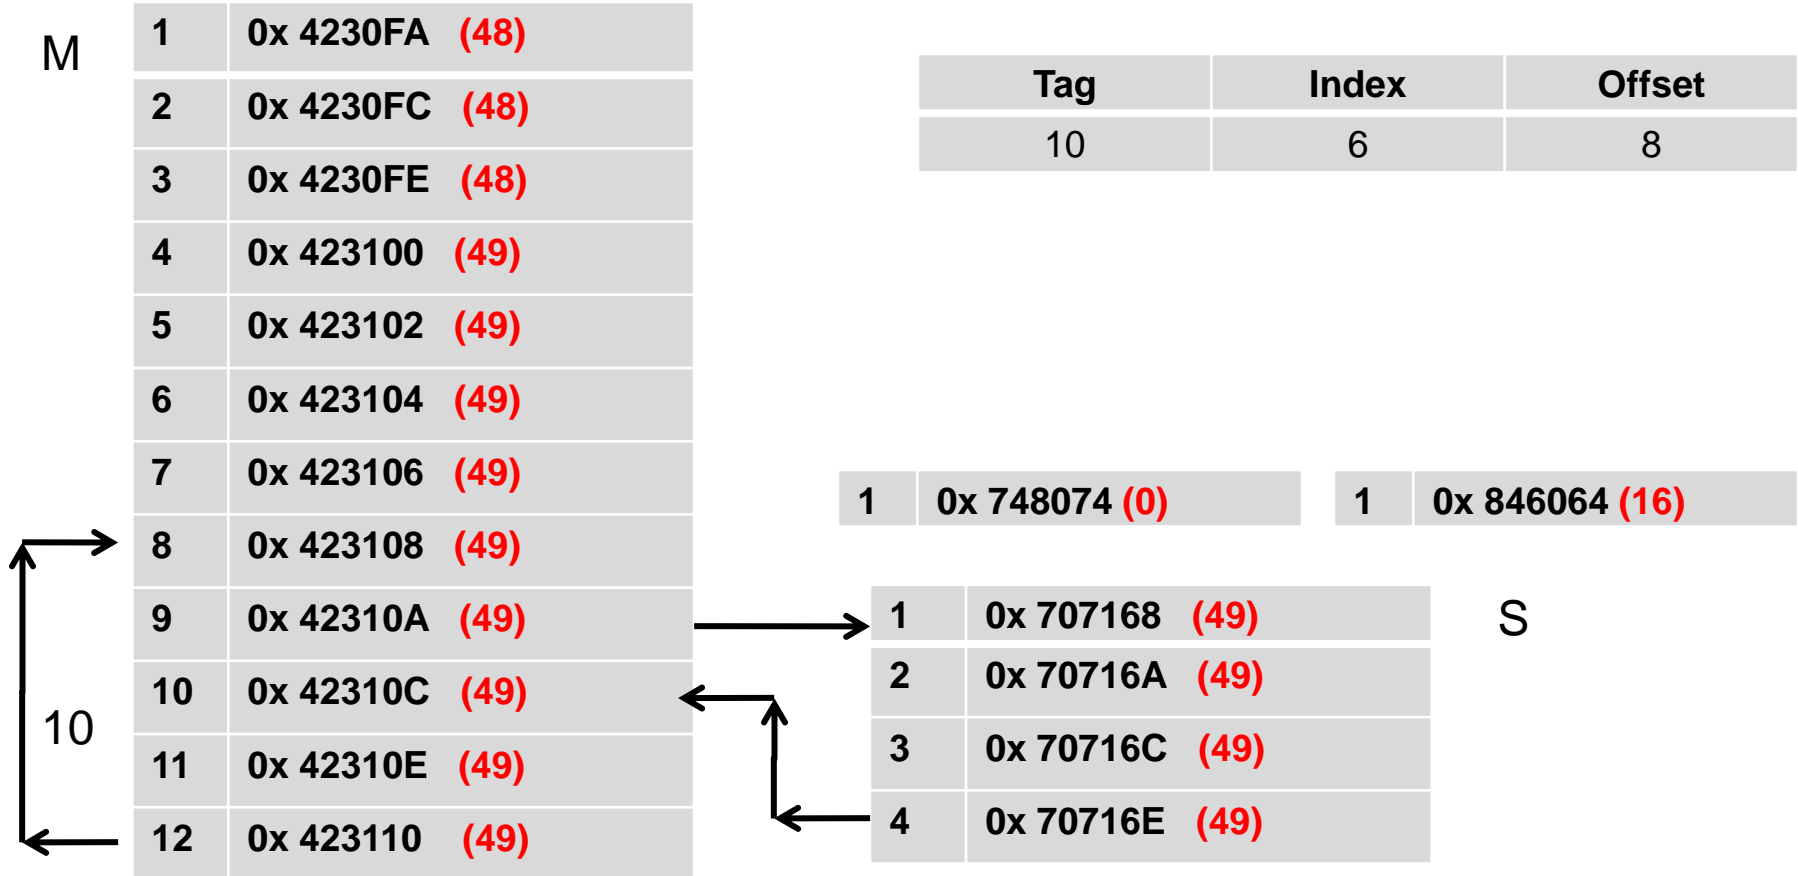 M
1 0x 4230FA (48)
2 0x 4230FC (48)
3 0x 4230FE (48)
4 0x 423100 (49)
5 0x 423102 (49)
6 0x 423104 (49)
7 0x 423106 (49)
8 0x 423108 (49)
9 0x 42310A (49)
10 0x 42310C (49)
11 0x 42310E (49)
12 0x 423110 (49)
10
Tag Index Offset
10 6 8
1 0x 748074 (0)
1 0x 846064 (16)
1 0x 707168 (49)
2 0x 70716A (49)
3 0x 70716C (49)
4 0x 70716E (49)
S